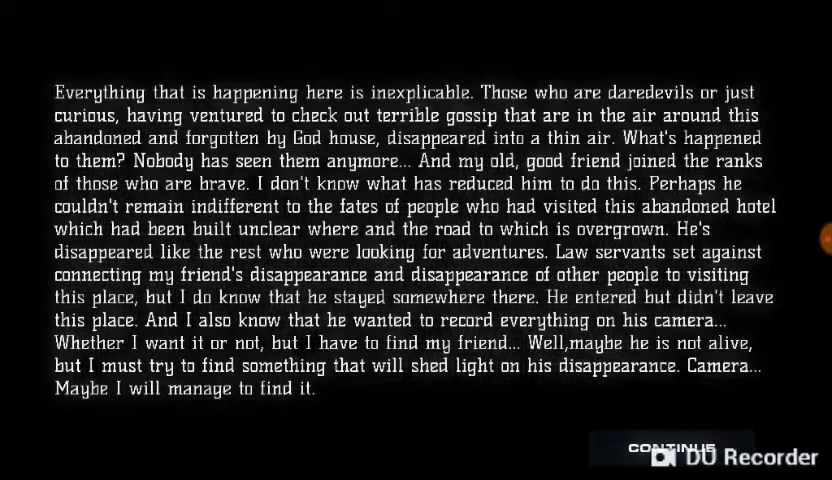 Everything that is happening here is inexplicable. Those who are daredevils or just
curious, having ventured to check out terrible gossip that are in the air around this
abandoned and forgotten by God house, disappeared into a thin air. What's happened
to them? Nobody has seen them anymore... And my old, good friend joined the ranks
of those who are brave. I don't know what has reduced him to do this. Perhaps he
couldn't remain indifferent to the fates of people who had visited this abandoned hotel
which had been built unclear where and the road to which is overgrown. He's
disappeared like the rest who were looking for adventures. Law servants set against
connecting my friend's disappearance and disappearance of other people to visiting
this place, but I do know that he stayed somewhere there. He entered but didn't leave
this place. And I also know that he wanted to record everything on his camera...
Whether I want it or not, but I have to find my friend... Well,maybe he is not alive,
but I must try to find something that will shed light on his disappearance. Camera...
Maybe I will manage to find it.
CONTINUE
DU Recorder